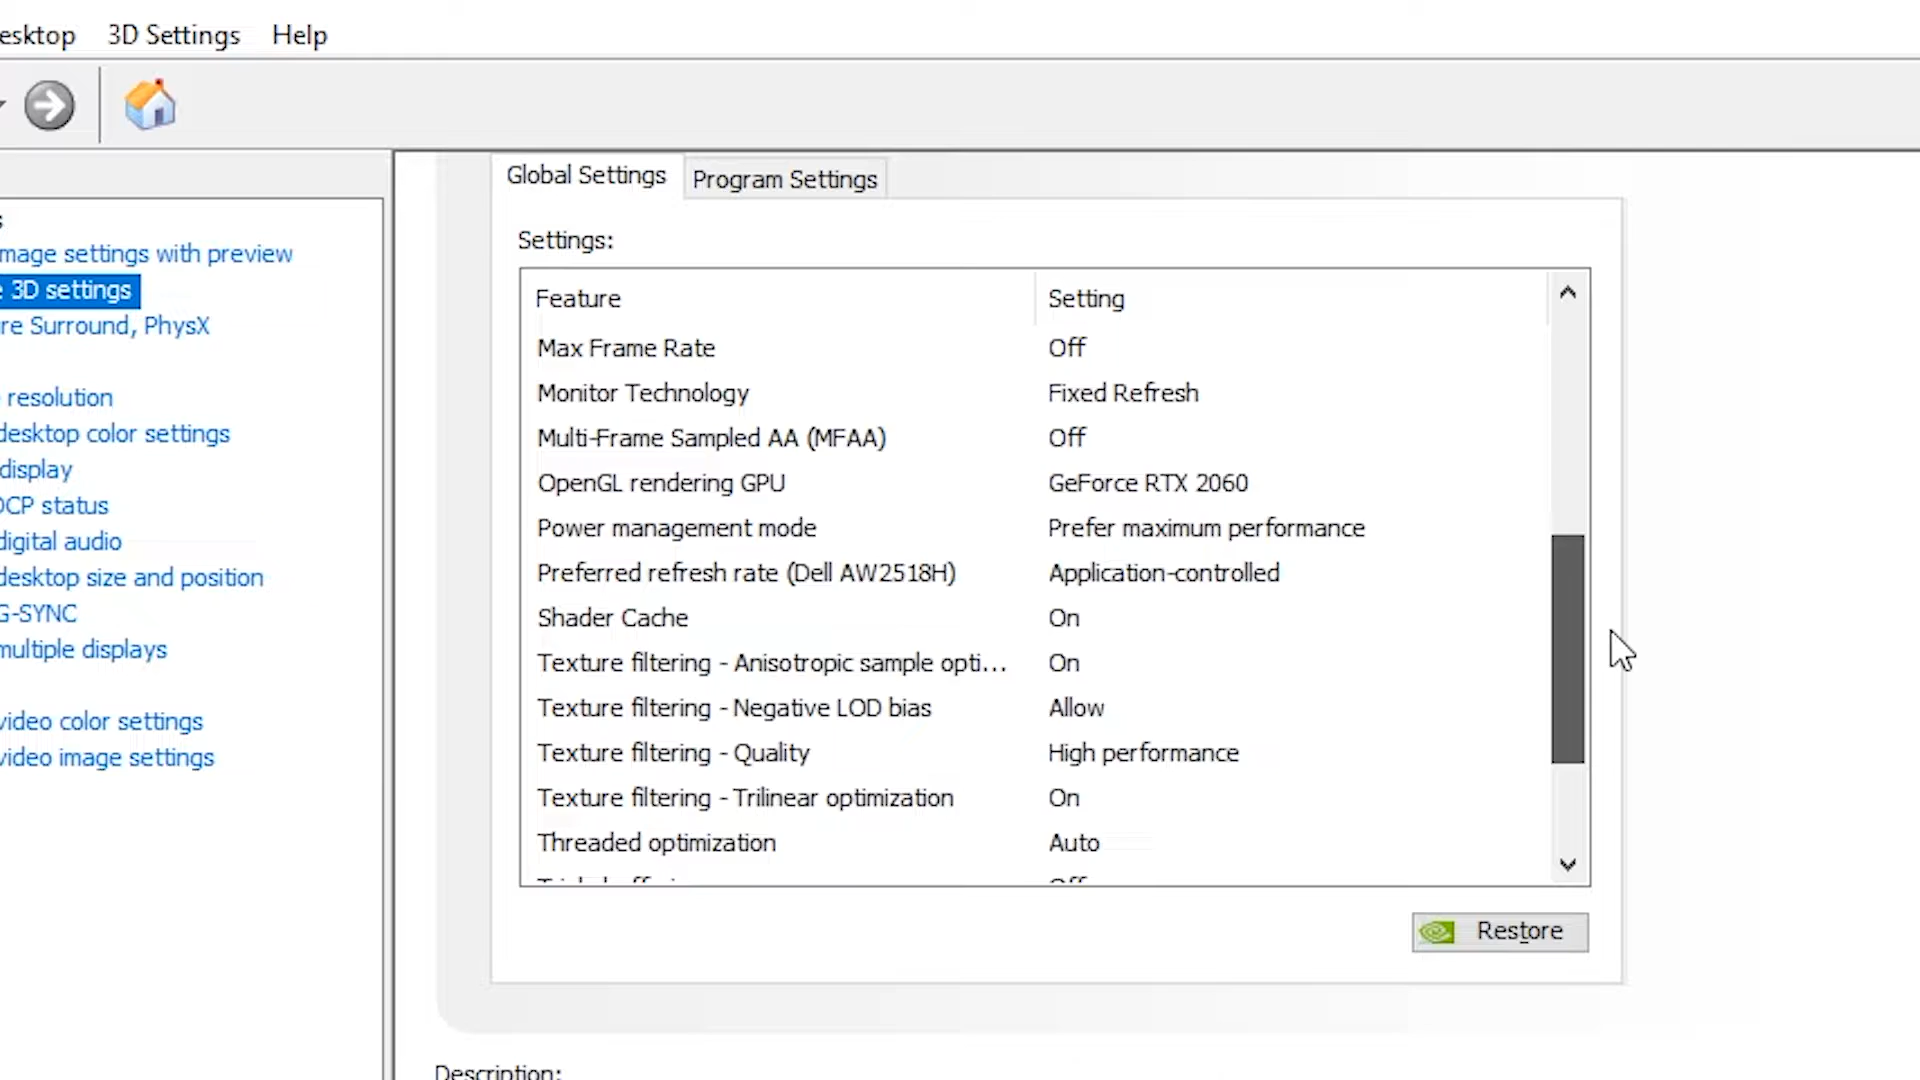 esktop 3D Settings Help
Global Settings Program Settings
s
mage settings with preview
e 3D settings
re Surround, PhysX
resolution
desktop color settings
display
DCP status
digital audio
desktop size and position
G-SYNC
multiple displays
video color settings
video image settings
Settings:
Feature Setting
Max Frame Rate Off
Monitor Technology Fixed Refresh
Multi-Frame Sampled AA (MFAA) Off
OpenGL rendering GPU GeForce RTX 2060
Power management mode Prefer maximum performance
Preferred refresh rate (Dell AW2518H) Application-controlled
Shader Cache On
Texture filtering - Anisotropic sample opti... On
Texture filtering - Negative LOD bias Allow
Texture filtering - Quality High performance
Texture filtering - Trilinear optimization On
Threaded optimization Auto
Restore
Description: